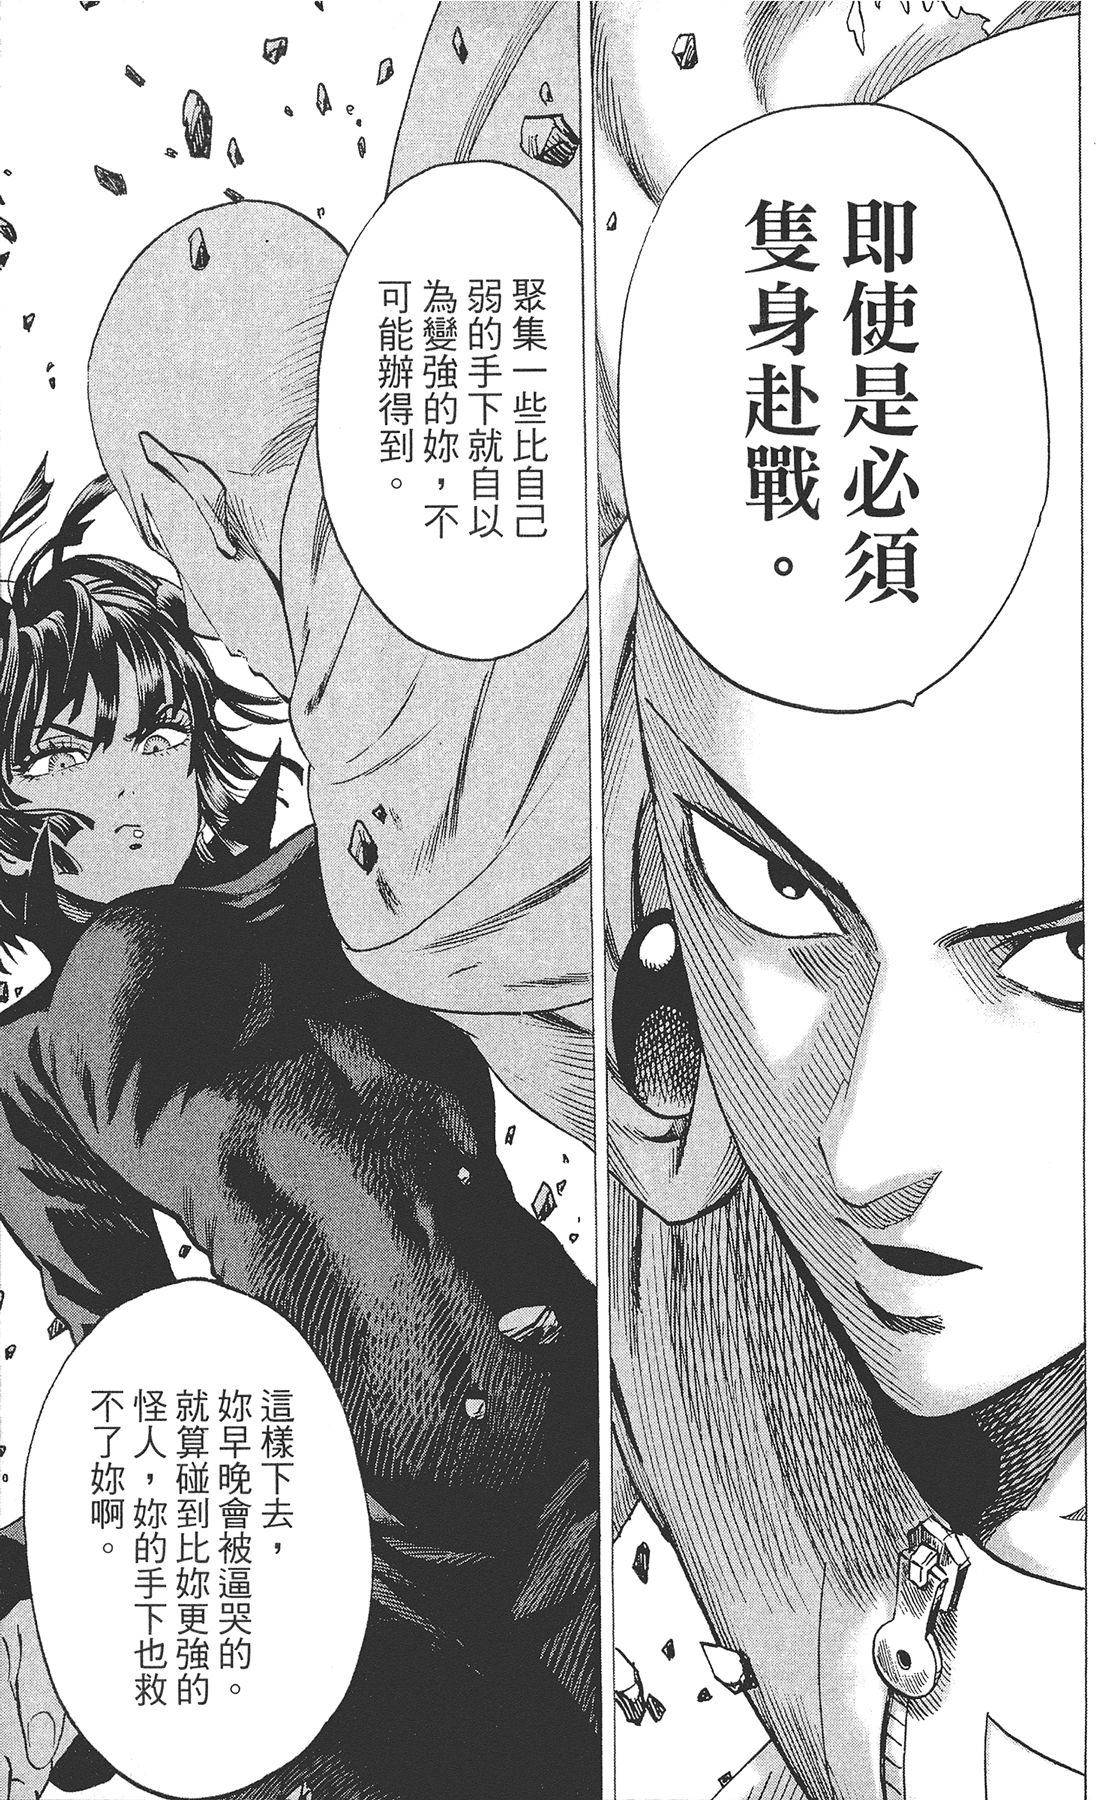 即使是必須
隻身赴戰。
聚集一些比自己
弱的手下就自以
為變強的妳，不
可能辦得到。
這樣下去，
妳早晚會被逼哭的。
就算碰到比妳更強的
怪人，妳的手下也救
不了妳啊。